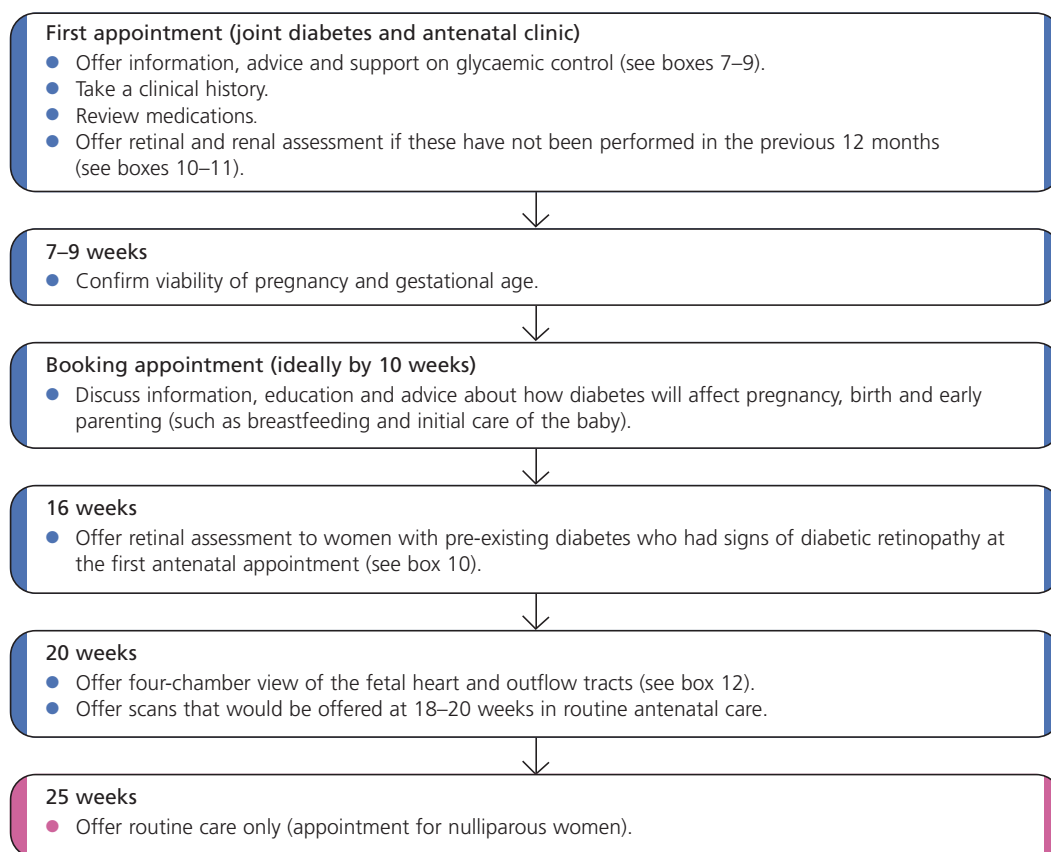 First appointment (joint diabetes and antenatal clinic)
● Offer information, advice and support on glycaemic control (see boxes 7–9).
● Take a clinical history.
● Review medications.
● Offer retinal and renal assessment if these have not been performed in the previous 12 months
(see boxes 10–11).
7–9 weeks
● Confirm viability of pregnancy and gestational age.
Booking appointment (ideally by 10 weeks)
● Discuss information, education and advice about how diabetes will affect pregnancy, birth and early
parenting (such as breastfeeding and initial care of the baby).
16 weeks
● Offer retinal assessment to women with pre-existing diabetes who had signs of diabetic retinopathy at
the first antenatal appointment (see box 10).
20 weeks
● Offer four-chamber view of the fetal heart and outflow tracts (see box 12).
● Offer scans that would be offered at 18–20 weeks in routine antenatal care.
25 weeks
● Offer routine care only (appointment for nulliparous women).